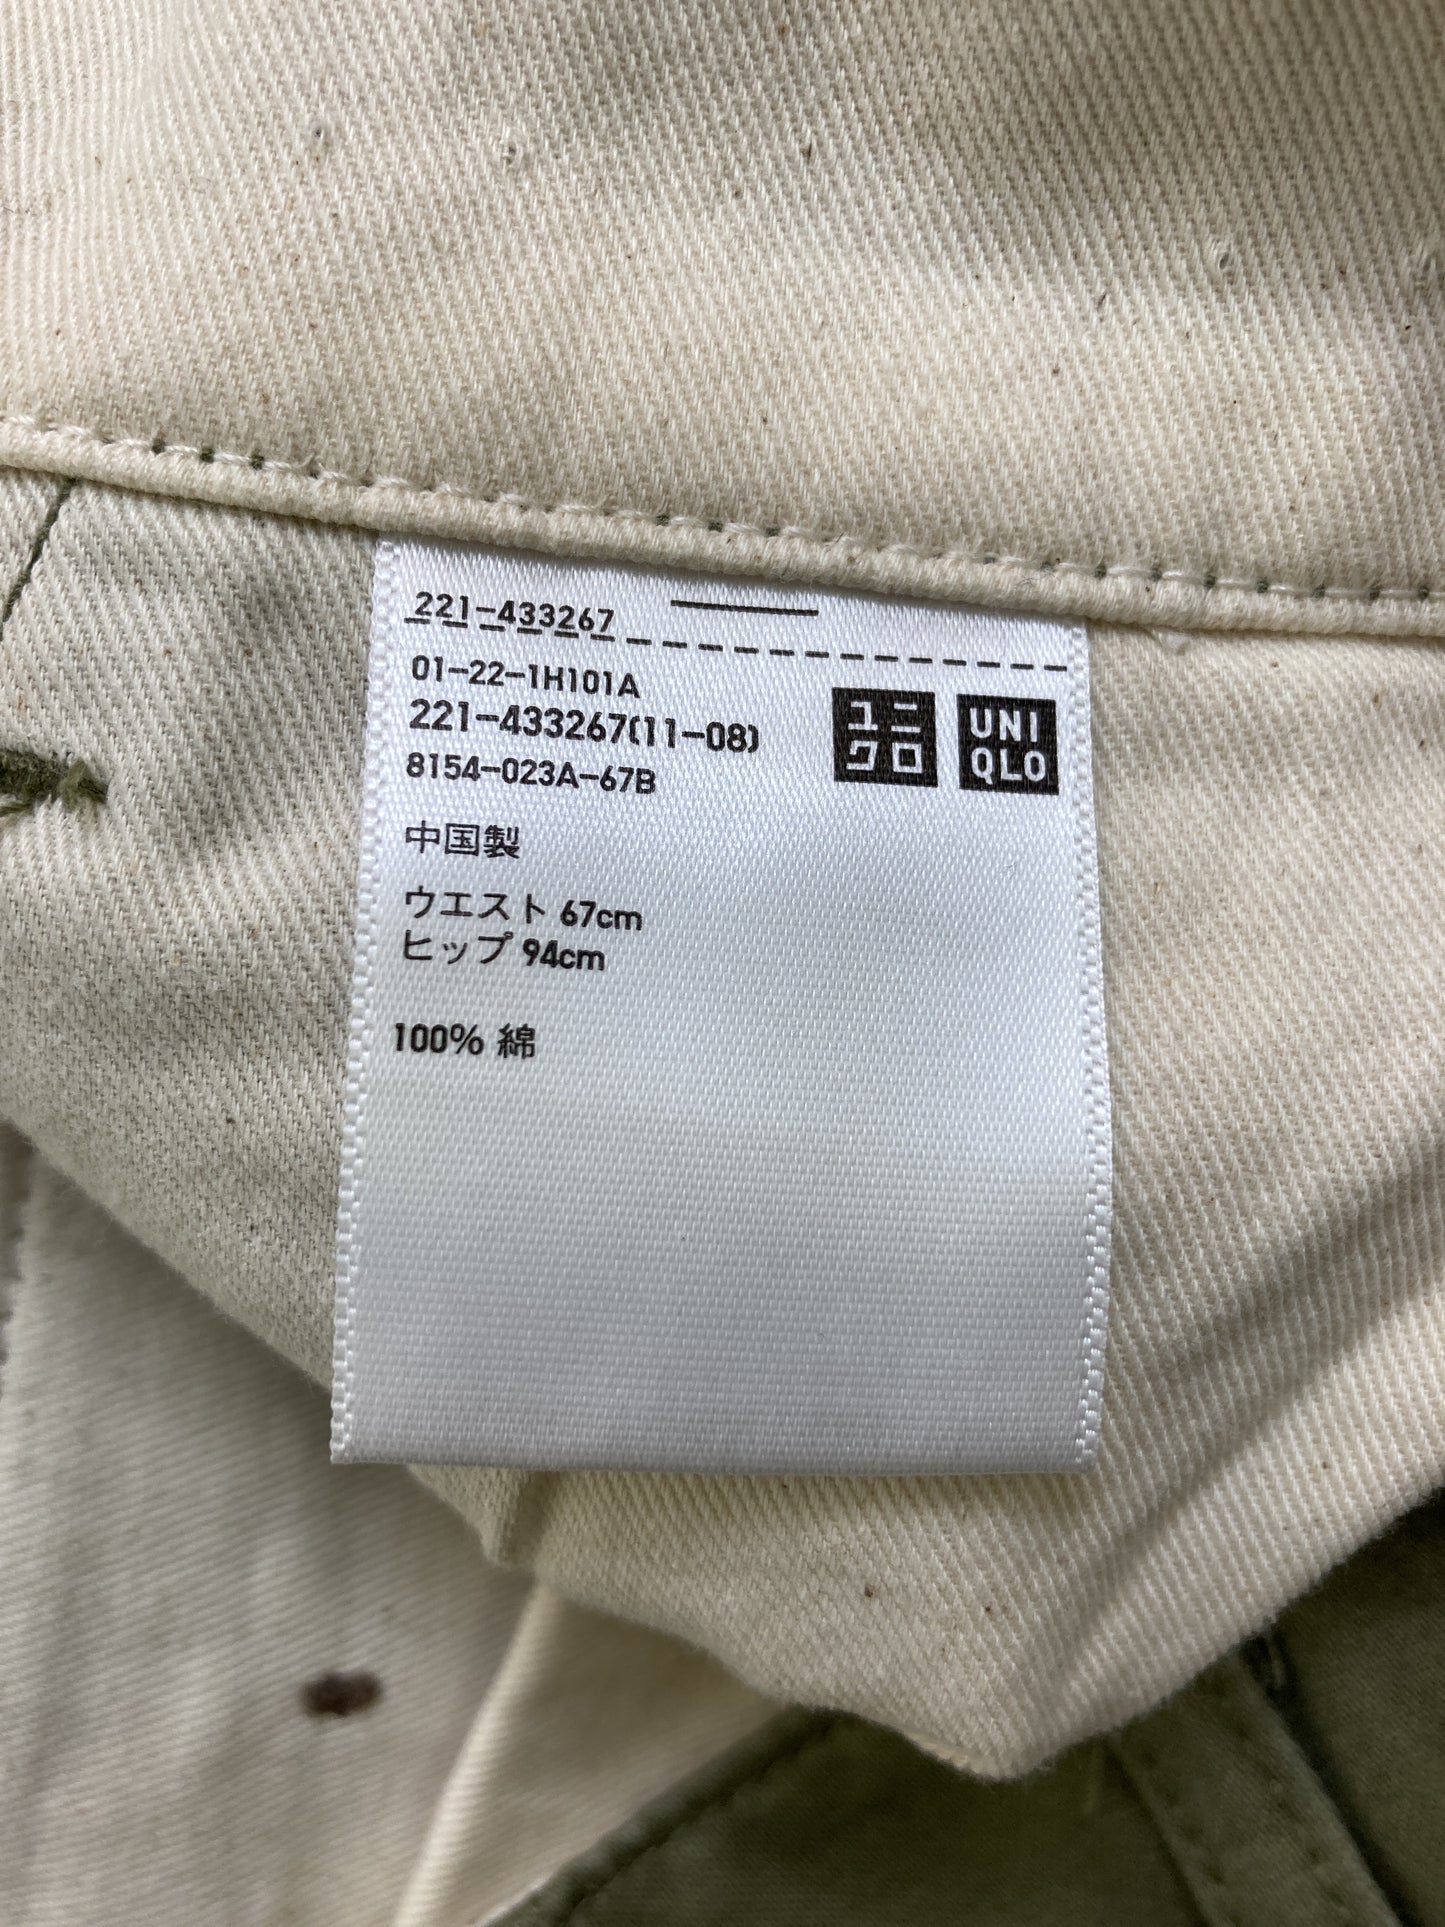 221-433267
01-22-1H101A
221-433267(11-08)
8154-023A-67B
ユニ
クロ
UNI
QLO
中国製
ウエスト 67cm
ヒップ 94cm
100% 綿